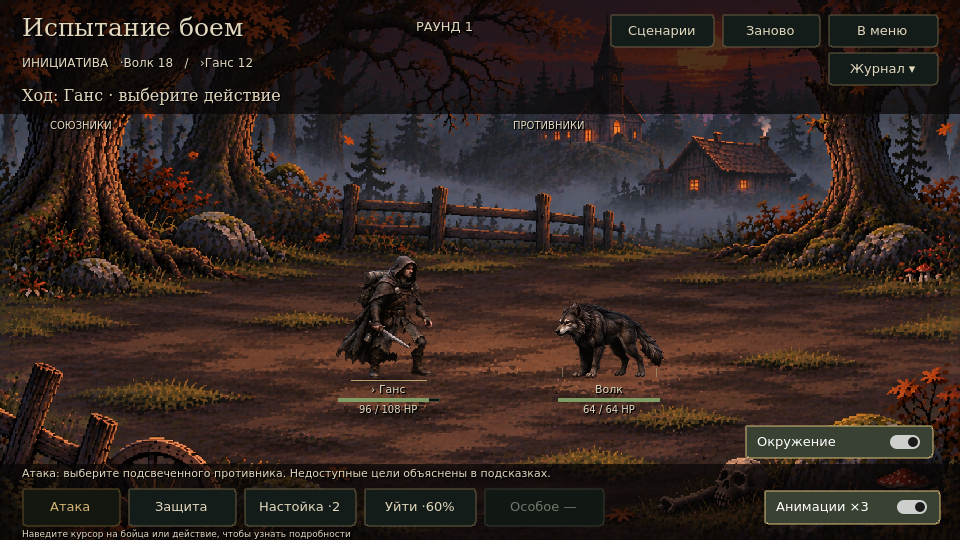 Испытание боем
РАУНД 1
Сценарии
Заново
В меню
ИНИЦИАТИВА ·Волк 18 / ›Ганс 12
Журнал ▾
Ход: Ганс · выберите действие
СОЮЗНИКИ
ПРОТИВНИКИ
› Ганс
96 / 108 HP
Волк
64 / 64 HP
Окружение
Атака: выберите подсвеченного противника. Недоступные цели объяснены в подсказках.
Атака
Защита
Настойка ·2
Уйти ·60%
Особое —
Анимации ×3
Наведите курсор на бойца или действие, чтобы узнать подробности